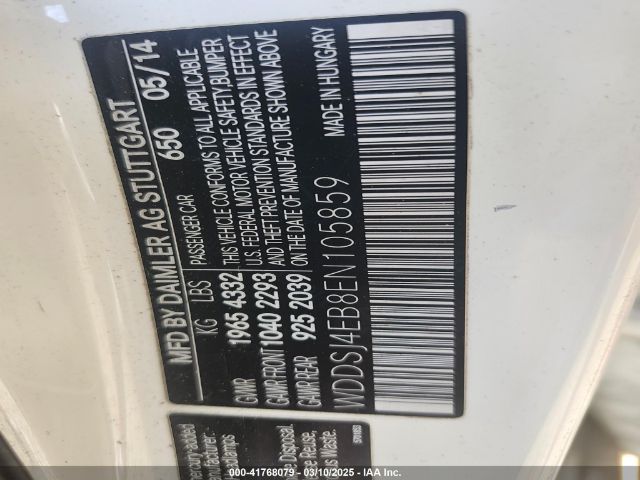 MFD BY DAIMLER AG STUTTGART
650 05/14
KG LBS PASSENGER CAR
GVWR 1965 4332 THIS VEHICLE CONFORMS TO ALL APPLICABLE
U.S. FEDERAL MOTOR VEHICLE SAFETY, BUMPER
GAWR FRONT 1040 2293 AND THEFT PREVENTION STANDARDS IN EFFECT
GAWR REAR 925 2039 ON THE DATE OF MANUFACTURE SHOWN ABOVE
WDDSJ4EB8EN105859 MADE IN HUNGARY
Disposal.
Reuse,
Waste.
000-41768079 - 03/10/2025 - IAA Inc.